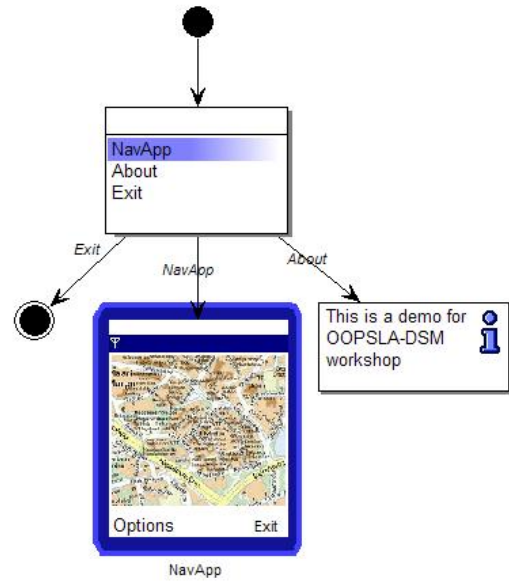 NavApp
About
Exit
Exit
NavApp
About
This is a demo for
OOPSLA-DSM
workshop
Options
Exit
NavApp